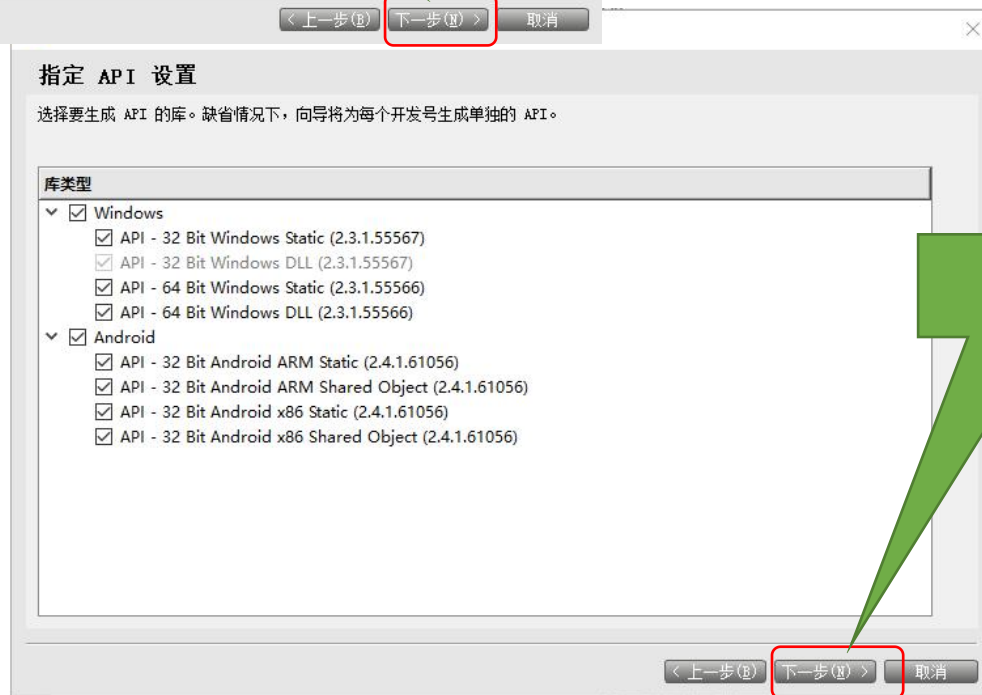 < 上一步(B)
下一步(N) >
取消
指定 API 设置
选择要生成 API 的库。缺省情况下，向导将为每个开发号生成单独的 API。
库类型
Windows
API - 32 Bit Windows Static (2.3.1.55567)
API - 32 Bit Windows DLL (2.3.1.55567)
API - 64 Bit Windows Static (2.3.1.55566)
API - 64 Bit Windows DLL (2.3.1.55566)
Android
API - 32 Bit Android ARM Static (2.4.1.61056)
API - 32 Bit Android ARM Shared Object (2.4.1.61056)
API - 32 Bit Android x86 Static (2.4.1.61056)
API - 32 Bit Android x86 Shared Object (2.4.1.61056)
< 上一步(B)
下一步(N) >
取消